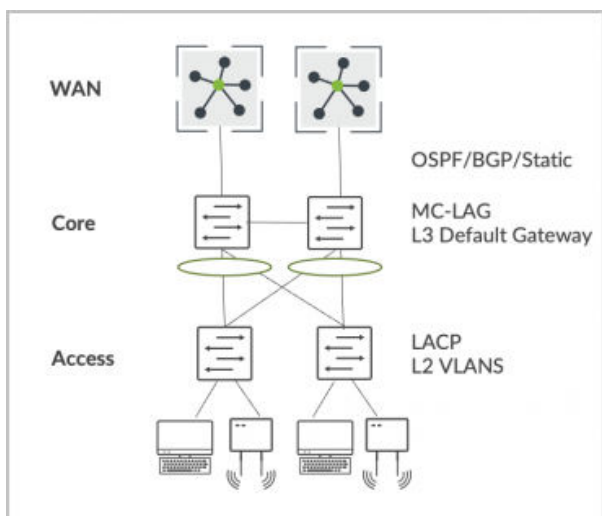 WAN
OSPF/BGP/Static
Core
MC-LAG
L3 Default Gateway
Access
LACP
L2 VLANS